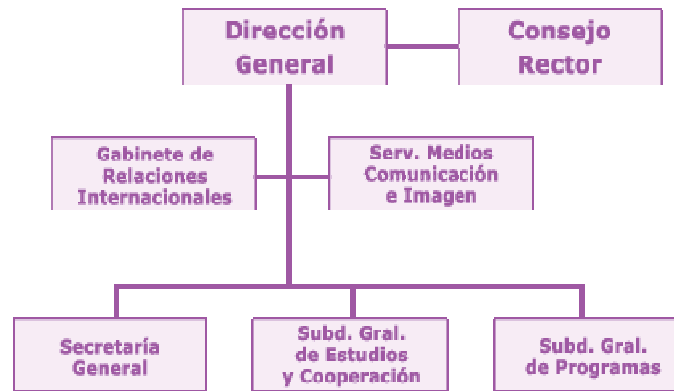 Dirección
General
Consejo
Rector
Gabinete de
Relaciones
Internacionales
Serv. Medios
Comunicación
e Imagen
Secretaría
General
Subd. Gral.
de Estudios
y Cooperación
Subd. Gral.
de Programas